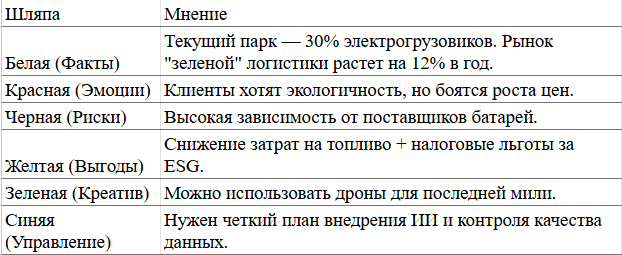 Шляпа Мнение
Текущий парк — 30% электрогрузовиков. Рынок
Белая (Факты) "зеленой" логистики растет на 12% в год.
Красная (Эмоции) Клиенты хотят экологичность, но боятся роста цен.
Черная (Риски) Высокая зависимость от поставщиков батарей.
Снижение затрат на топливо + налоговые льготы за
Желтая (Выгоды) ESG.
Зеленая (Креатив) Можно использовать дроны для последней мили.
Синяя Нужен четкий план внедрения ИИ и контроля качества
(Управление) данных.